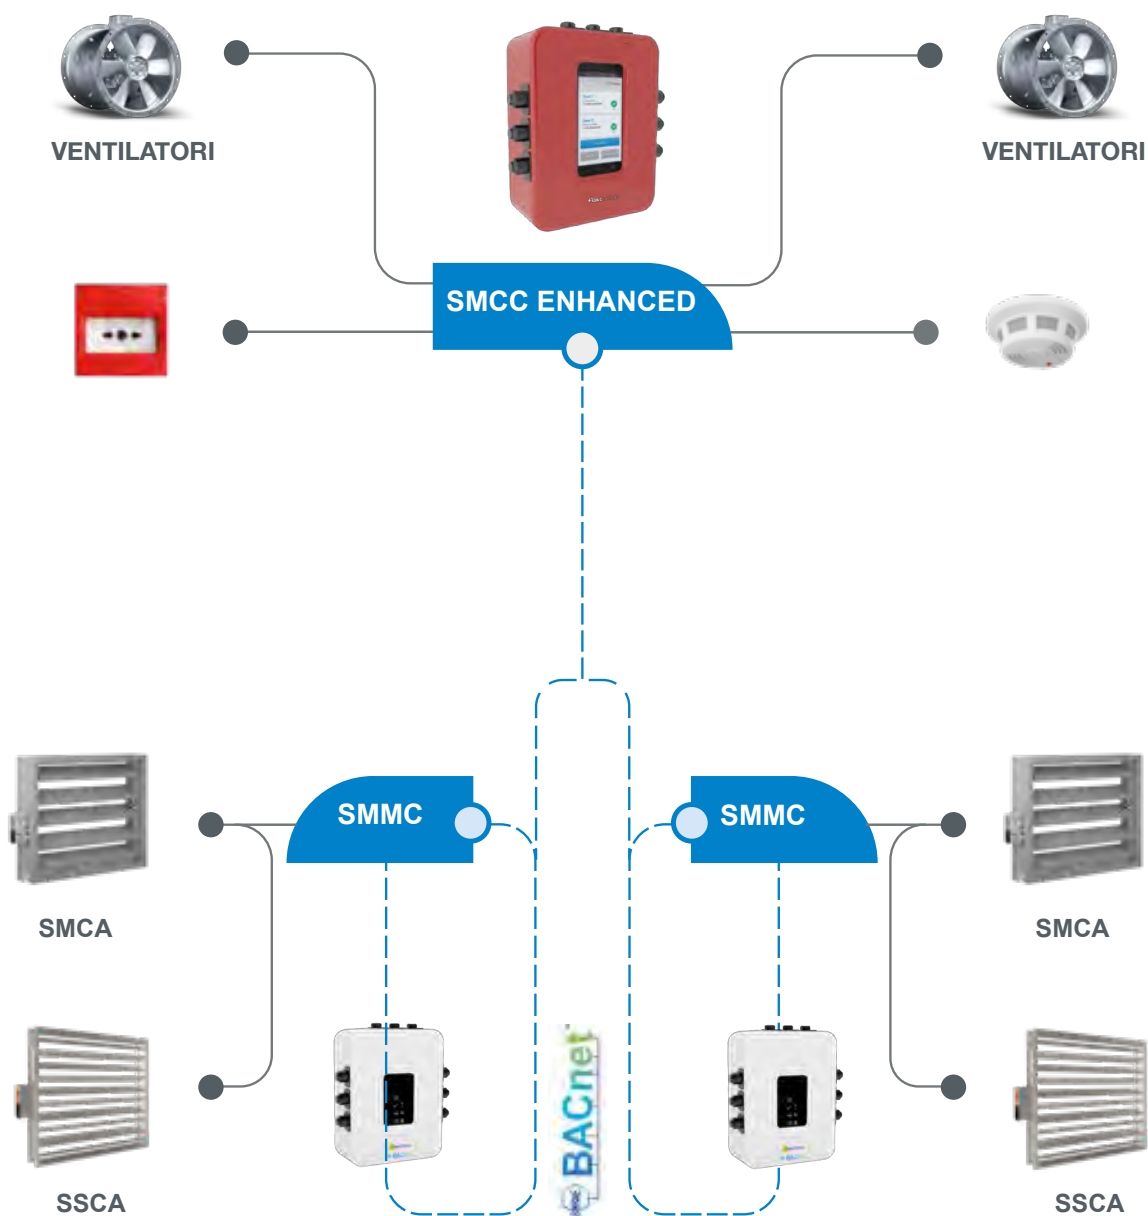 VENTILATORI
VENTILATORI
SMCC ENHANCED
SMMC
SMMC
SMCA
SMCA
BACnet
SSCA
SSCA